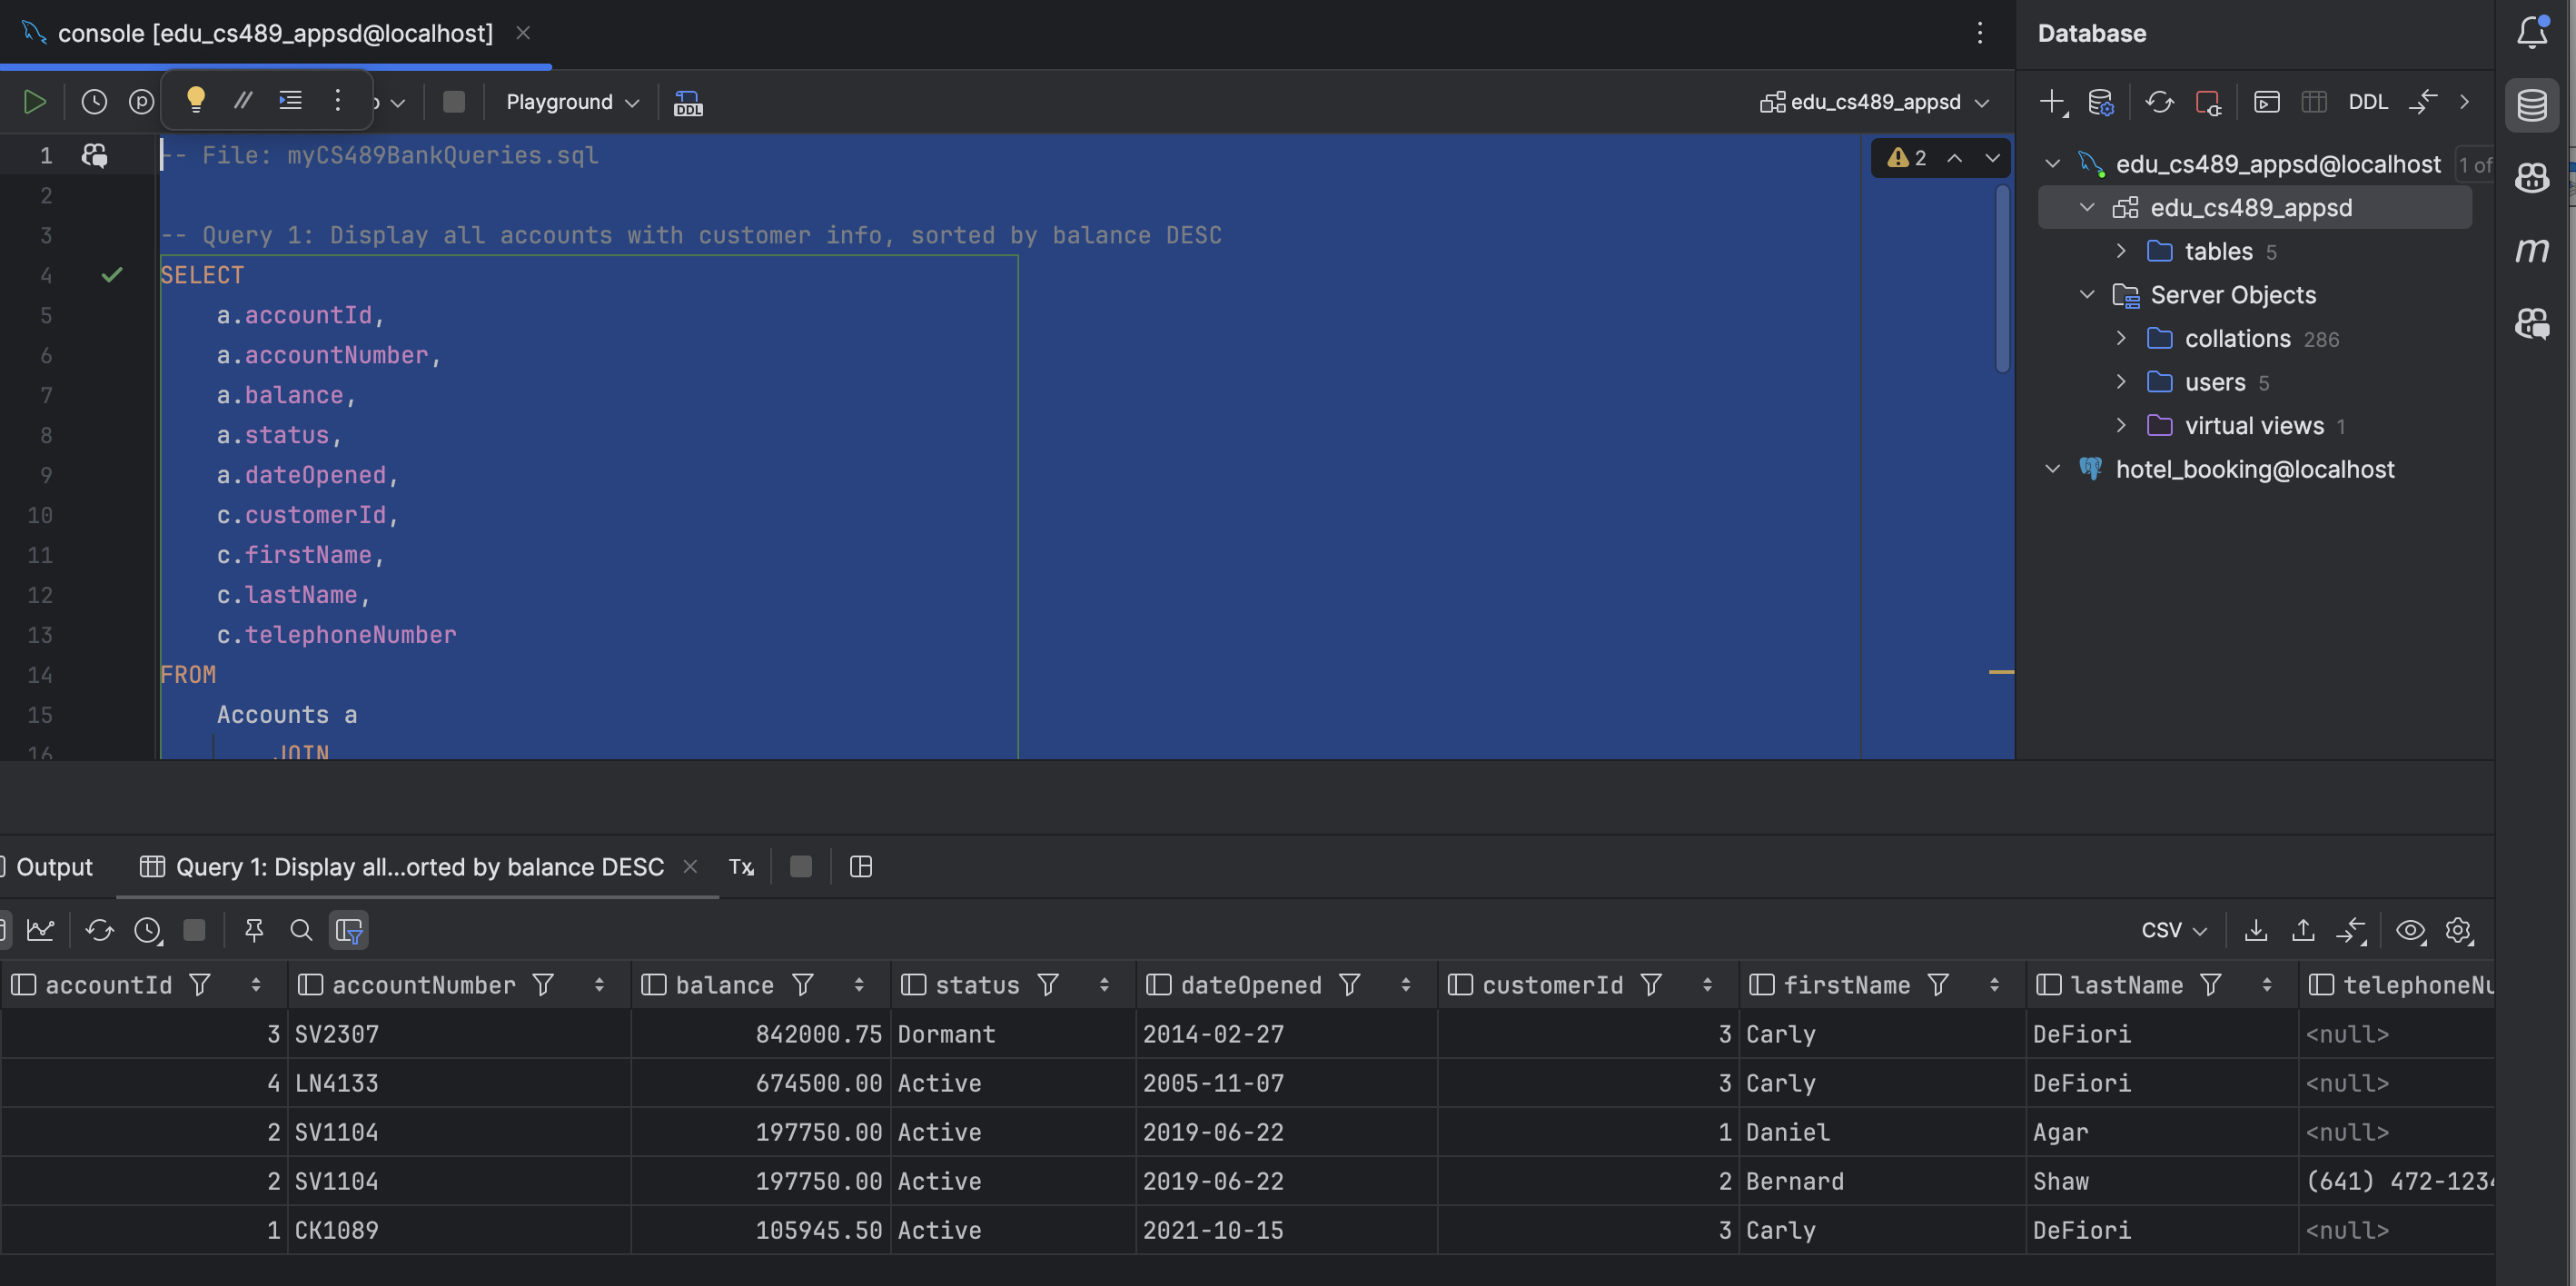 console [edu_cs489_appsd@localhost]
Database
Playground
DDL
edu_cs489_appsd
DDL
1 -- File: myCS489BankQueries.sql
2
2
3 -- Query 1: Display all accounts with customer info, sorted by balance DESC
4 SELECT
5 a.accountId,
6 a.accountNumber,
7 a.balance,
8 a.status,
9 a.dateOpened,
10 c.customerId,
11 c.firstName,
12 c.lastName,
13 c.telephoneNumber
14 FROM
15 Accounts a
16 JOIN
edu_cs489_appsd@localhost 1 of
edu_cs489_appsd
tables 5
Server Objects
collations 286
users 5
virtual views 1
hotel_booking@localhost
m
Output
Query 1: Display all...orted by balance DESC
Tx
CSV
accountId accountNumber balance status dateOpened customerId firstName lastName telephoneNu
3 SV2307 842000.75 Dormant 2014-02-27 3 Carly DeFiori <null>
4 LN4133 674500.00 Active 2005-11-07 3 Carly DeFiori <null>
2 SV1104 197750.00 Active 2019-06-22 1 Daniel Agar <null>
2 SV1104 197750.00 Active 2019-06-22 2 Bernard Shaw (641) 472-1234
1 CK1089 105945.50 Active 2021-10-15 3 Carly DeFiori <null>